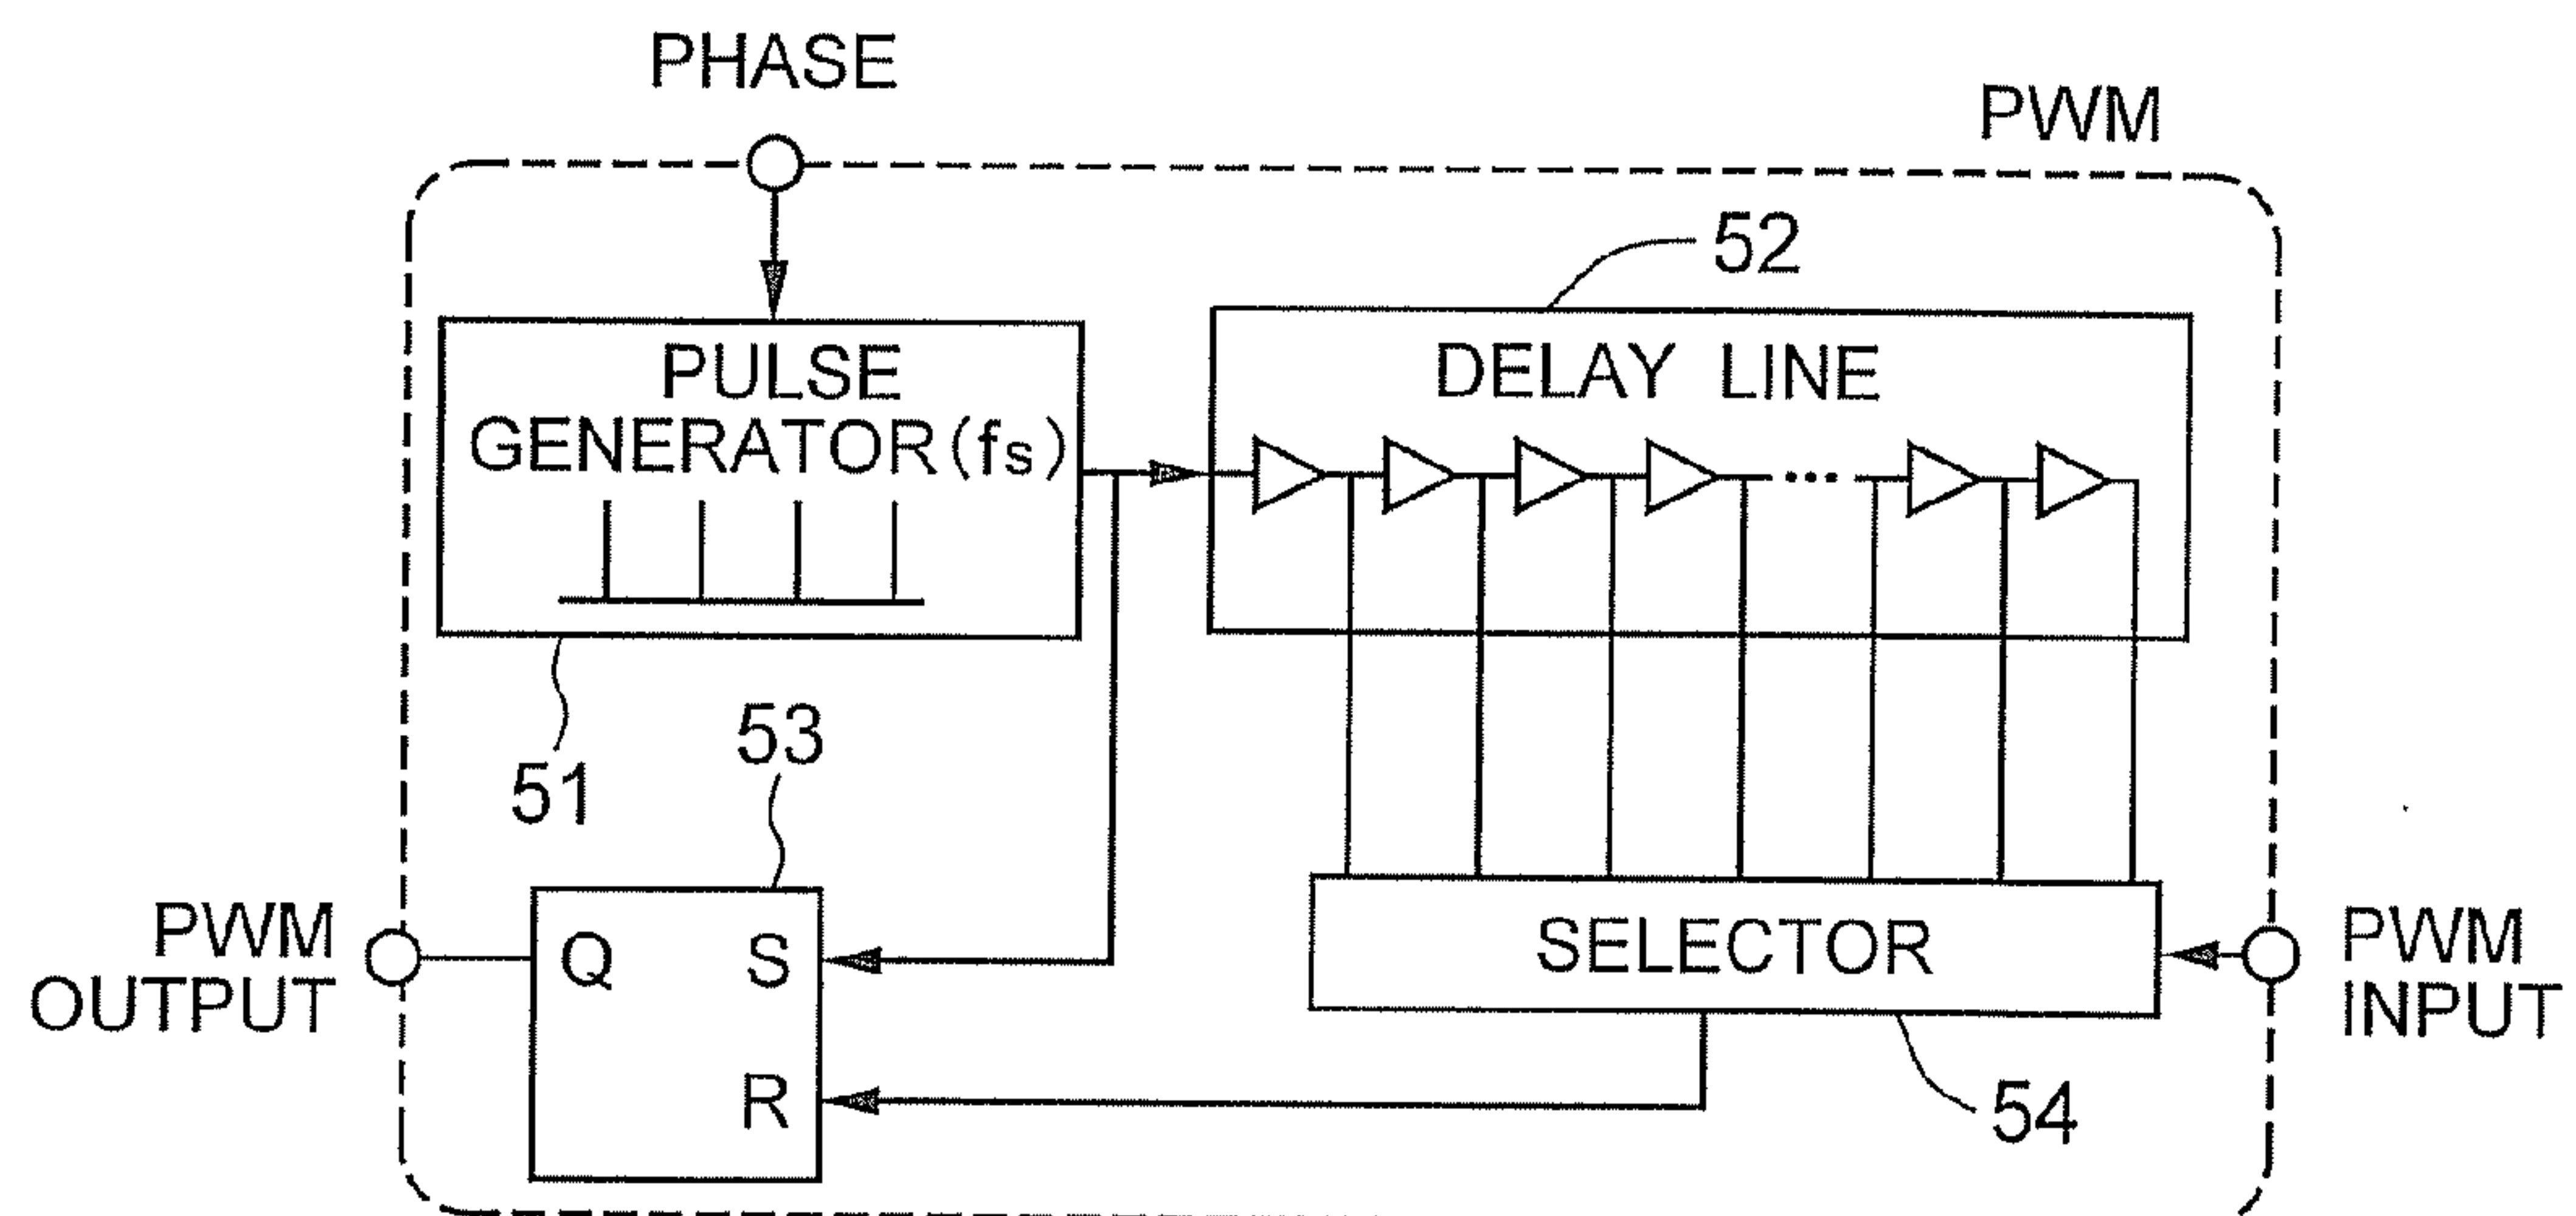 PHASE
PWM
52
PULSE
GENERATOR(fs)
DELAY LINE
51
53
PWM
OUTPUT
Q
S
R
SELECTOR
PWM
INPUT
54